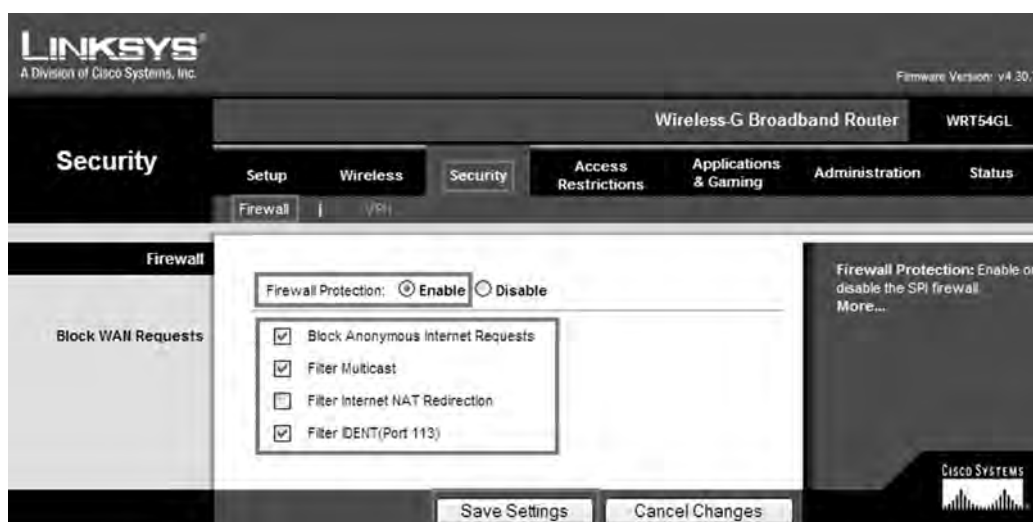 LINKSYS®
A Division of Cisco Systems, Inc.
Firmware Version: v4.30.
Wireless-G Broadband Router WRT54GL
Security
Setup Wireless Security Access Restrictions Applications & Gaming Administration Status
Firewall | VPN
Firewall
Firewall Protection: Enable Disable
Block WAN Requests
Block Anonymous Internet Requests
Filter Multicast
Filter Internet NAT Redirection
Filter IDENT(Port 113)
Firewall Protection: Enable or
disable the SPI firewall
More...
CISCO SYSTEMS
Save Settings Cancel Changes